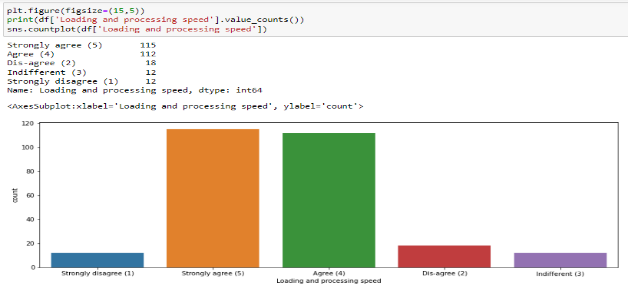 plt.figure(figsize=(15,5))
print(df['Loading and processing speed'].value_counts())
sns.countplot(df['Loading and processing speed'])
Strongly agree (5) 115
Agree (4) 112
Dis-agree (2) 18
Indifferent (3) 12
Strongly disagree (1) 12
Name: Loading and processing speed, dtype: int64
<AxesSubplot:xlabel='Loading and processing speed', ylabel='count'>
120
100
80
60
40
20
0
count
Strongly disagree (1) Strongly agree (5) Agree (4) Dis-agree (2) Indifferent (3)
Loading and processing speed